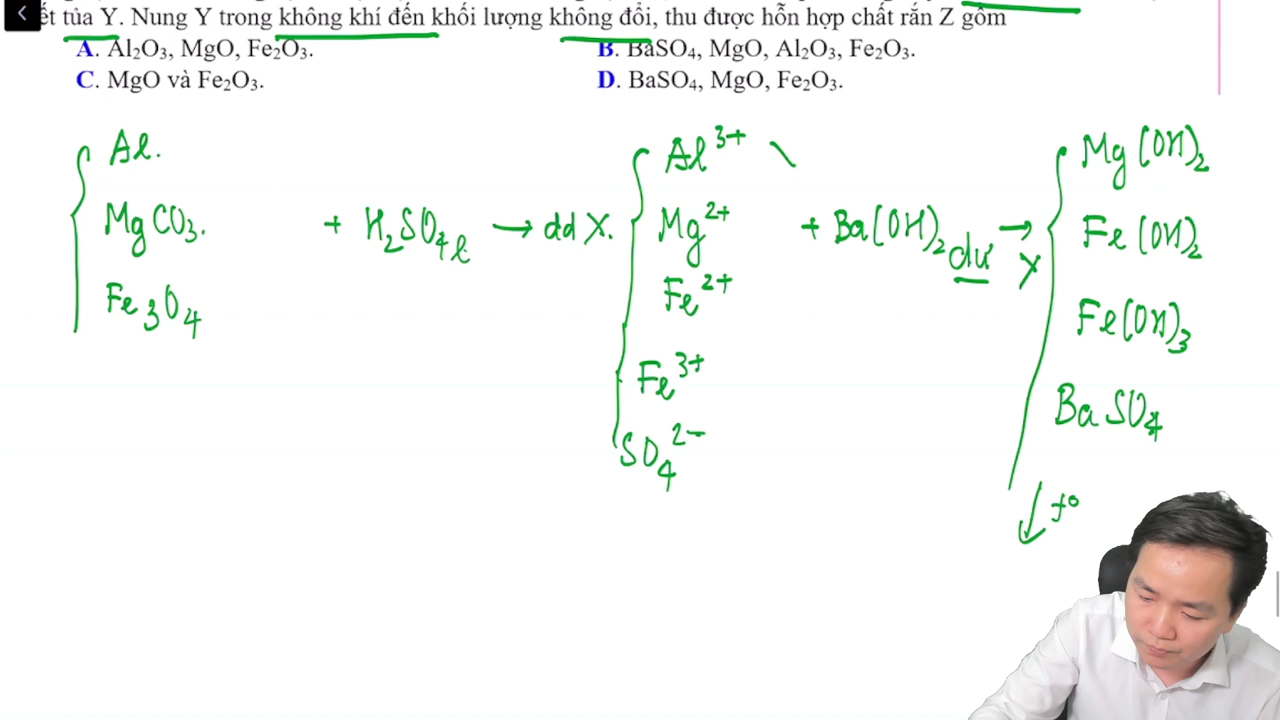 ết tủa Y. Nung Y trong không khí đến khối lượng không đổi, thu được hỗn hợp chất rắn Z gồm
A. Al₂O₃, MgO, Fe₂O₃. B. BaSO₄, MgO, Al₂O₃, Fe₂O₃.
C. MgO và Fe₂O₃. D. BaSO₄, MgO, Fe₂O₃.
Al.
MgCO₃.
Fe₃O₄
+ H₂SO₄ℓ → dd X.
Al³⁺
Mg²⁺
Fe²⁺
Fe³⁺
SO₄²⁻
+ Ba(OH)₂ dư → Y
Mg(OH)₂
Fe(OH)₂
Fe(OH)₃
BaSO₄
↓ t⁰